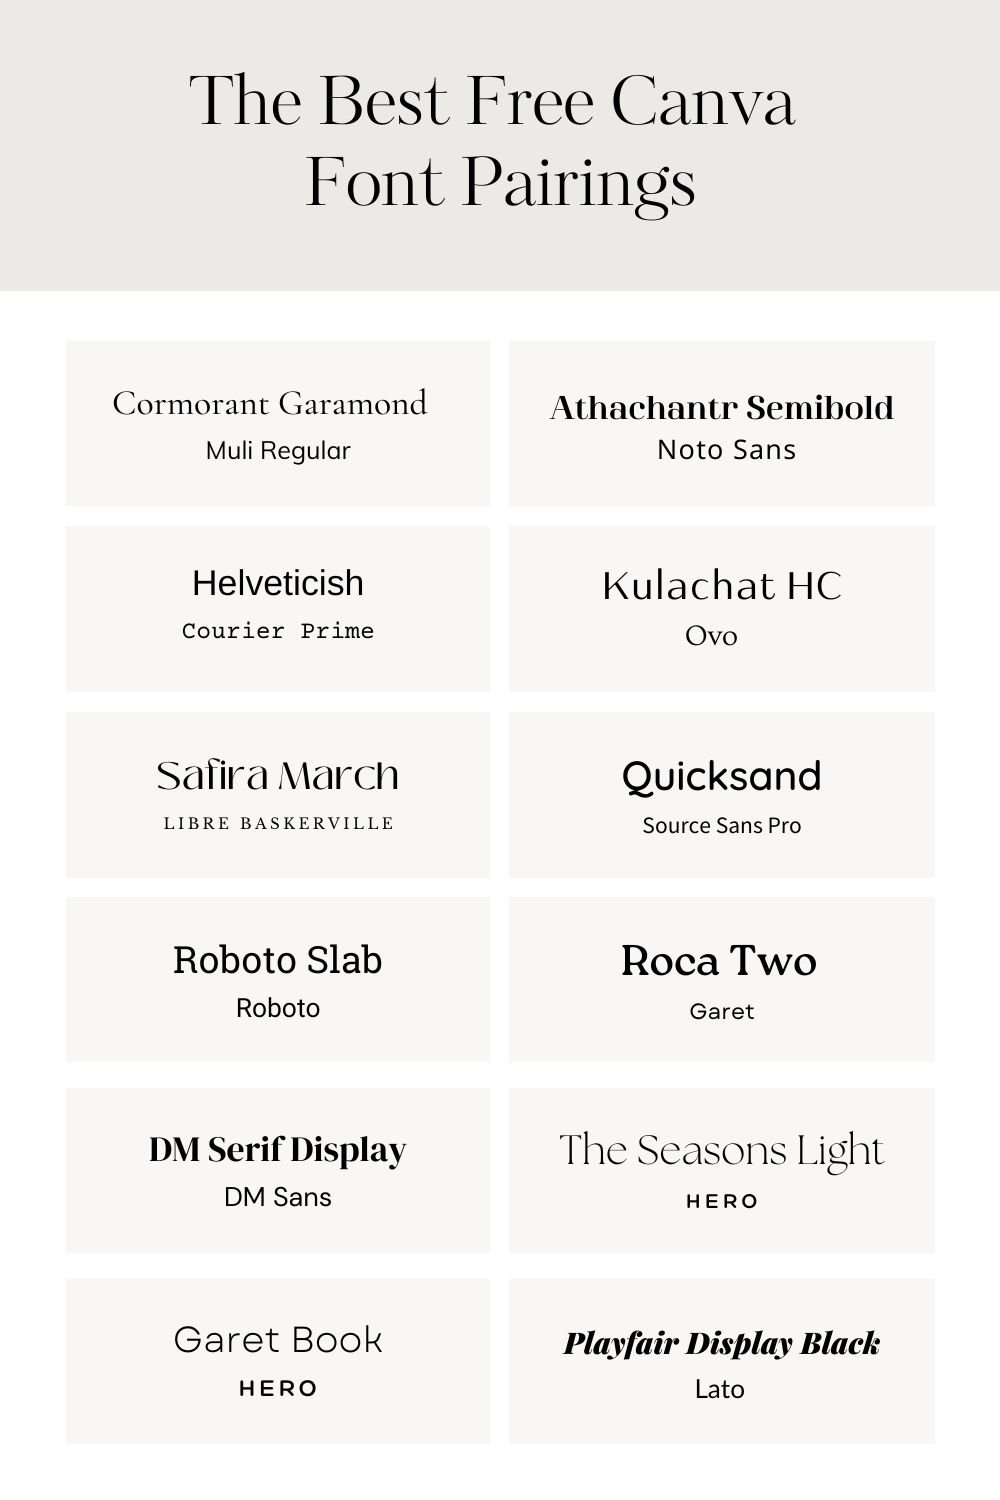 The Best Free Canva
Font Pairings
Cormorant Garamond
Muli Regular
Athachantr Semibold
Noto Sans
Helveticish
Courier Prime
Kulachat HC
Ovo
Safira March
LIBRE BASKERVILLE
Quicksand
Source Sans Pro
Roboto Slab
Roboto
Roca Two
Garet
DM Serif Display
DM Sans
The Seasons Light
HERO
Garet Book
HERO
Playfair Display Black
Lato